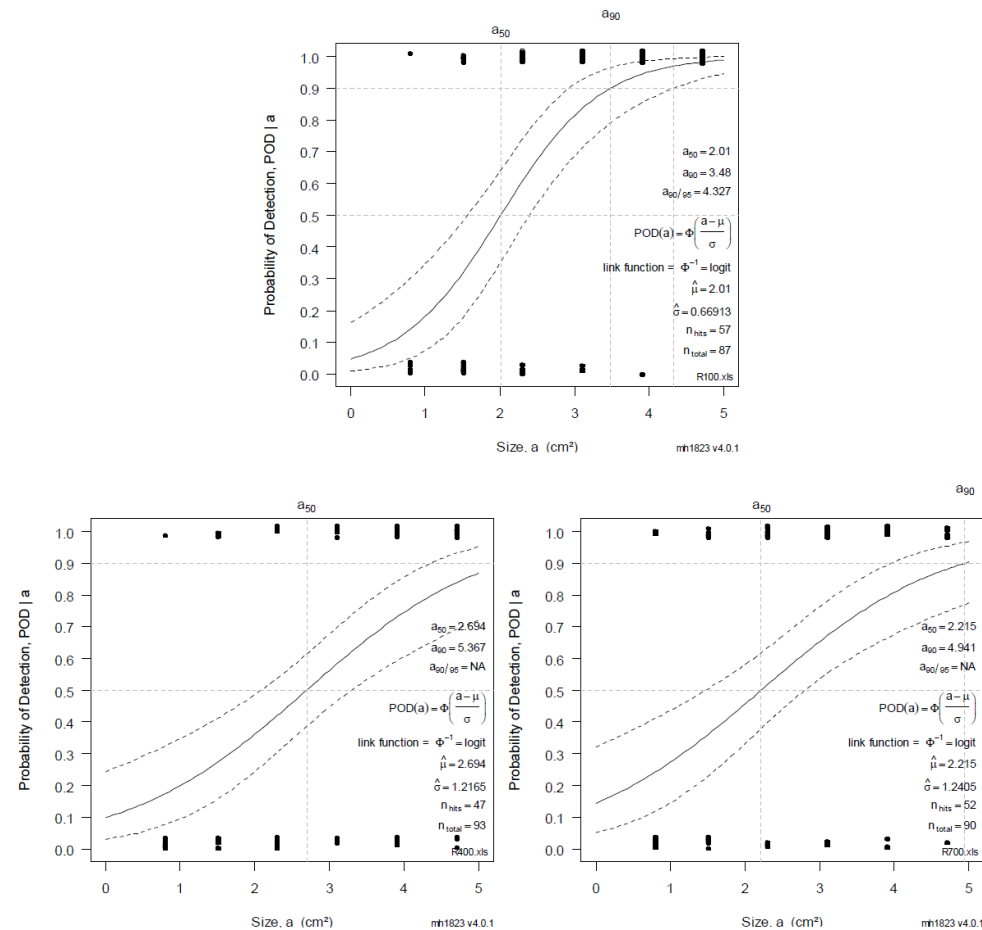 a90
a50
1.0
0.9
0.8
0.7
0.6
0.5
0.4
0.3
0.2
0.1
0.0
Probability of Detection, POD | a
a50 = 2.01
a90 = 3.48
a90/95 = 4.327
POD(a) = Φ(a − μ / σ)
link function = Φ⁻¹ = logit
μ̂ = 2.01
σ̂ = 0.66913
n hits = 57
n total = 87
R100.xls
0 1 2 3 4 5
Size, a (cm²)
mh1823 v4.0.1
a50
1.0
0.9
0.8
0.7
0.6
0.5
0.4
0.3
0.2
0.1
0.0
Probability of Detection, POD | a
a50 = 2.694
a90 = 5.367
a90/95 = NA
POD(a) = Φ(a − μ / σ)
link function = Φ⁻¹ = logit
μ̂ = 2.694
σ̂ = 1.2165
n hits = 47
n total = 93
R400.xls
0 1 2 3 4 5
Size, a (cm²)
mh1823 v4.0.1
a90
a50
1.0
0.9
0.8
0.7
0.6
0.5
0.4
0.3
0.2
0.1
0.0
Probability of Detection, POD | a
a50 = 2.215
a90 = 4.941
a90/95 = NA
POD(a) = Φ(a − μ / σ)
link function = Φ⁻¹ = logit
μ̂ = 2.215
σ̂ = 1.2405
n hits = 52
n total = 90
R700.xls
0 1 2 3 4 5
Size, a (cm²)
mh1823 v4.0.1